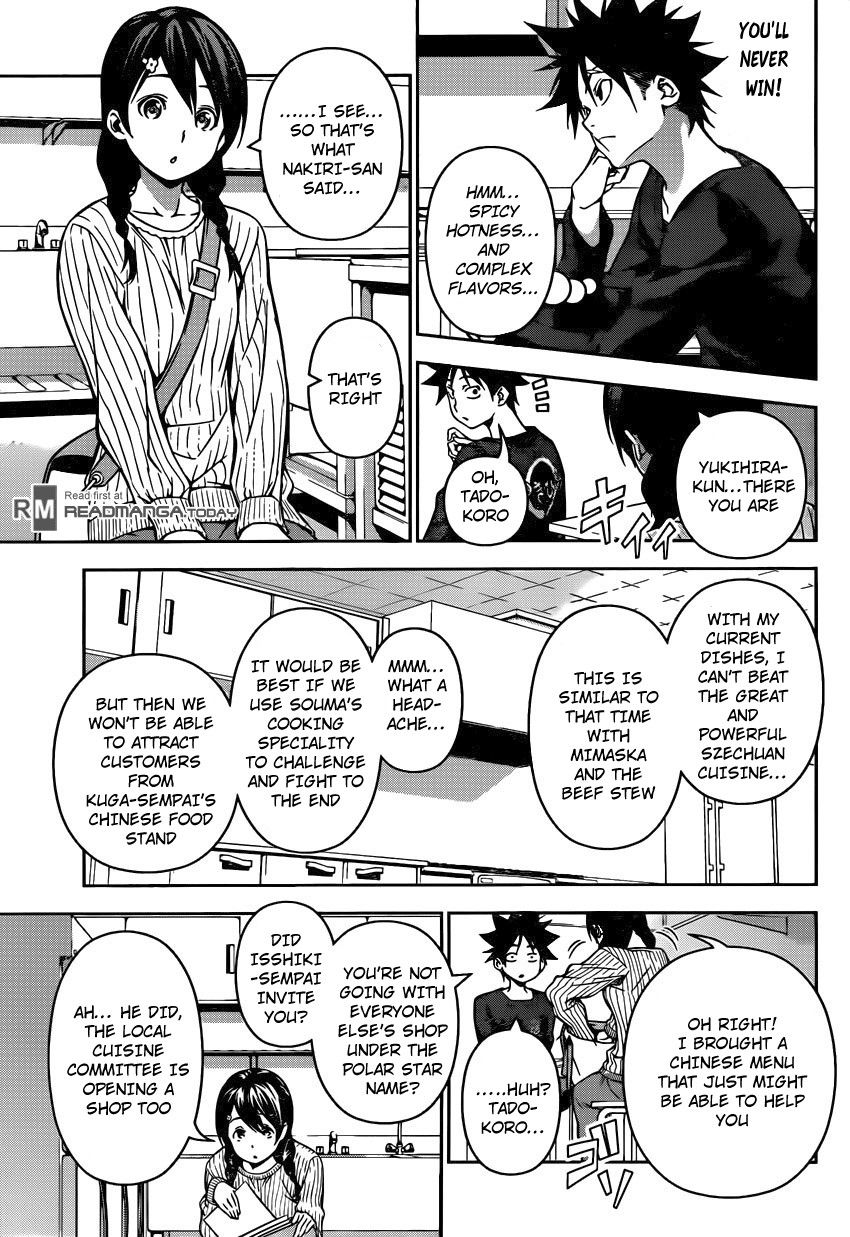 YOU'LL
NEVER
WIN!
HMM...
SPICY
HOTNESS...
AND
COMPLEX
FLAVORS...
YUKIHIRA-
KUN...THERE
YOU ARE
キィィ
OH,
TADO-
KORO
......I SEE...
SO THAT'S
WHAT
NAKIRI-SAN
SAID...
THAT'S
RIGHT
RM
Read first at
READMANGA.TODAY
WITH MY
CURRENT
DISHES, I
CAN'T BEAT
THE GREAT
AND
POWERFUL
SZECHUAN
CUISINE...
THIS IS
SIMILAR TO
THAT TIME
WITH
MIMASKA
AND THE
BEEF STEW
MMM...
WHAT A
HEAD-
ACHE...
IT WOULD BE
BEST IF WE
USE SOUMA'S
COOKING
SPECIALITY
TO CHALLENGE
AND FIGHT TO
THE END
BUT THEN WE
WON'T BE ABLE
TO ATTRACT
CUSTOMERS
FROM
KUGA-SEMPAI'S
CHINESE FOOD
STAND
OH RIGHT!
I BROUGHT A
CHINESE MENU
THAT JUST MIGHT
BE ABLE TO HELP
YOU
ゴソ
.....HUH?
TADO-
KORO...
YOU'RE NOT
GOING WITH
EVERYONE
ELSE'S SHOP
UNDER THE
POLAR STAR
NAME?
DID
ISSHIKI
-SEMPAI
INVITE
YOU?
AH... HE DID,
THE LOCAL
CUISINE
COMMITTEE IS
OPENING A
SHOP TOO